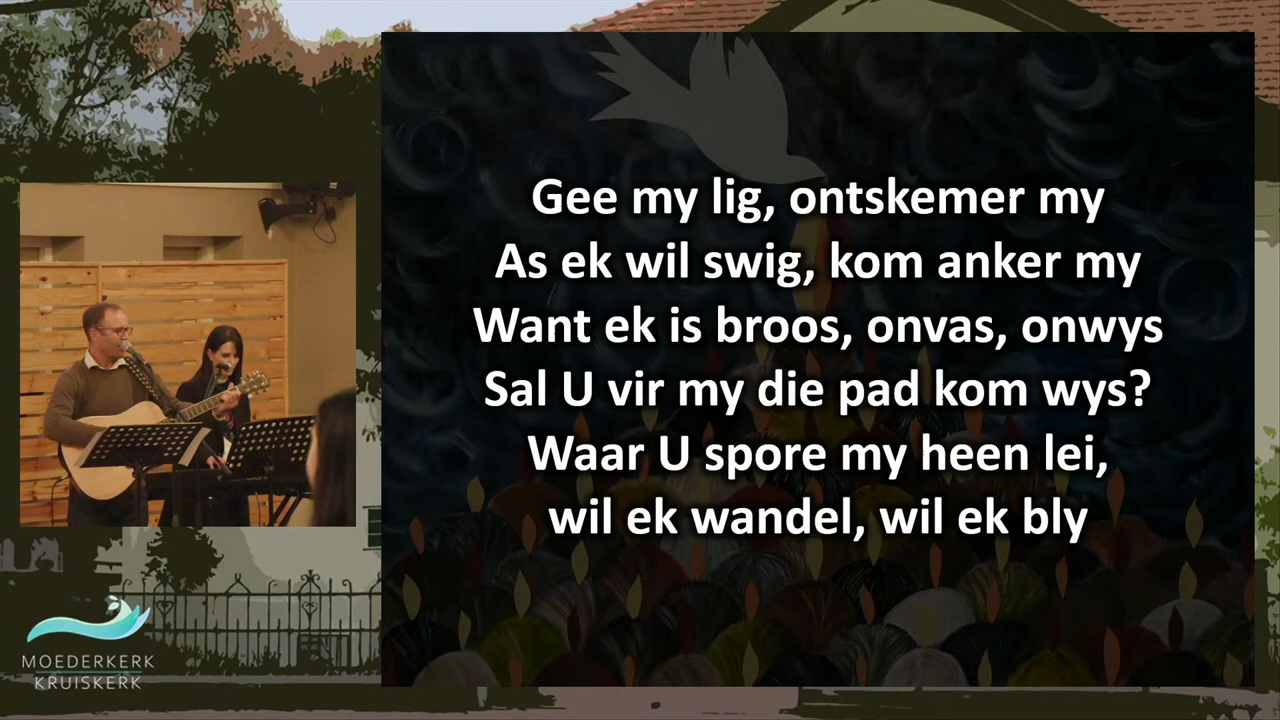 Gee my lig, ontskemer my
As ek wil swig, kom anker my
Want ek is broos, onvas, onwys
Sal U vir my die pad kom wys?
Waar U spore my heen lei,
wil ek wandel, wil ek bly
MOEDERKERK
KRUISKERK